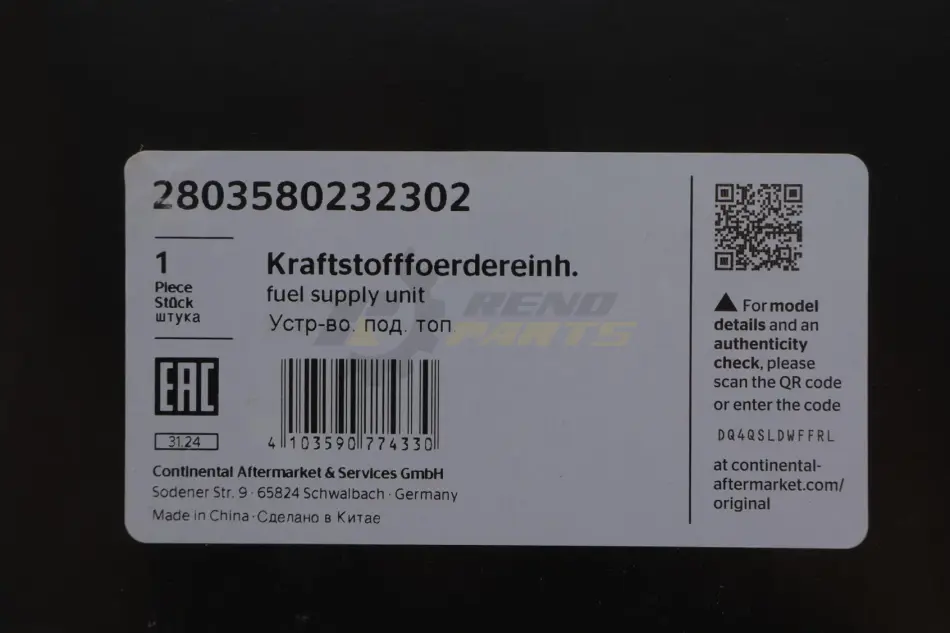 2803580232302
1
Piece
Stück
штука
Kraftstofffoerdereinh.
fuel supply unit
Устр-во. под. топ.
RENO
PARTS
EAC
31.24
4 103590 774330
Continental Aftermarket & Services GmbH
Sodener Str. 9 · 65824 Schwalbach · Germany
Made in China · Сделано в Китае
For model
details and an
authenticity
check, please
scan the QR code
or enter the code
DQ4QSLDWFFRL
at continental-
aftermarket.com/
original